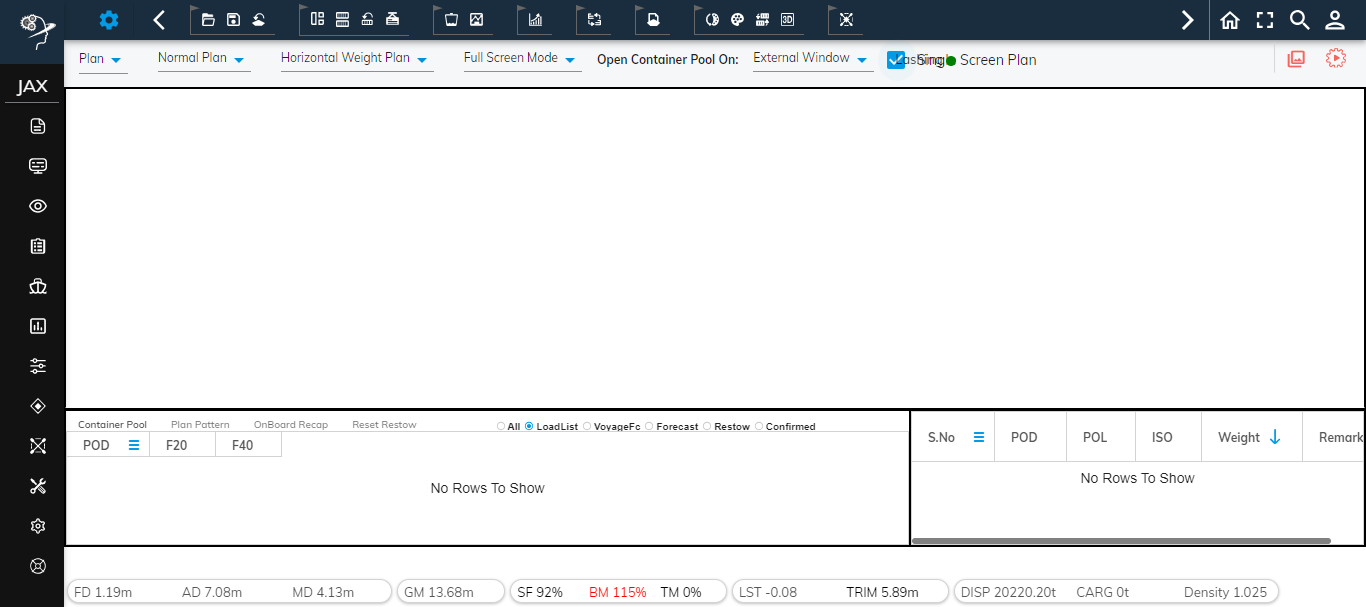 3D
JAX
Plan
Normal Plan
Horizontal Weight Plan
Full Screen Mode
Open Container Pool On:
External Window
Lashing
Screen Plan
Container Pool Plan Pattern OnBoard Recap Reset Restow
All LoadList VoyageFc Forecast Restow Confirmed
POD F20 F40
No Rows To Show
S.No POD POL ISO Weight Remark
No Rows To Show
FD 1.19m AD 7.08m MD 4.13m
GM 13.68m
SF 92% BM 115% TM 0%
LST -0.08 TRIM 5.89m
DISP 20220.20t CARG 0t Density 1.025